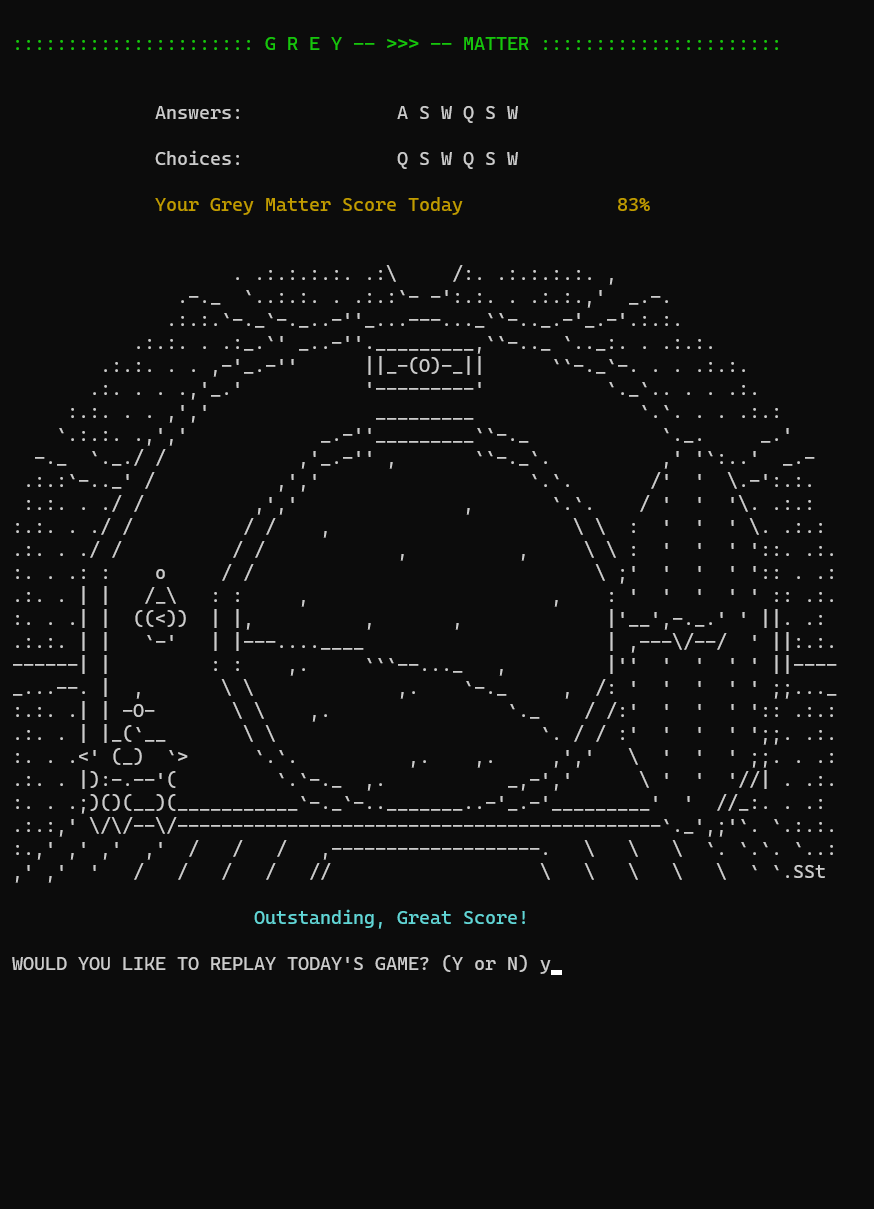 :::::::::::::::::::::: G R E Y -- >>> -- MATTER ::::::::::::::::::::::
Answers: A S W Q S W
Choices: Q S W Q S W
Your Grey Matter Score Today 83%
SSt
Outstanding, Great Score!
WOULD YOU LIKE TO REPLAY TODAY'S GAME? (Y or N) y